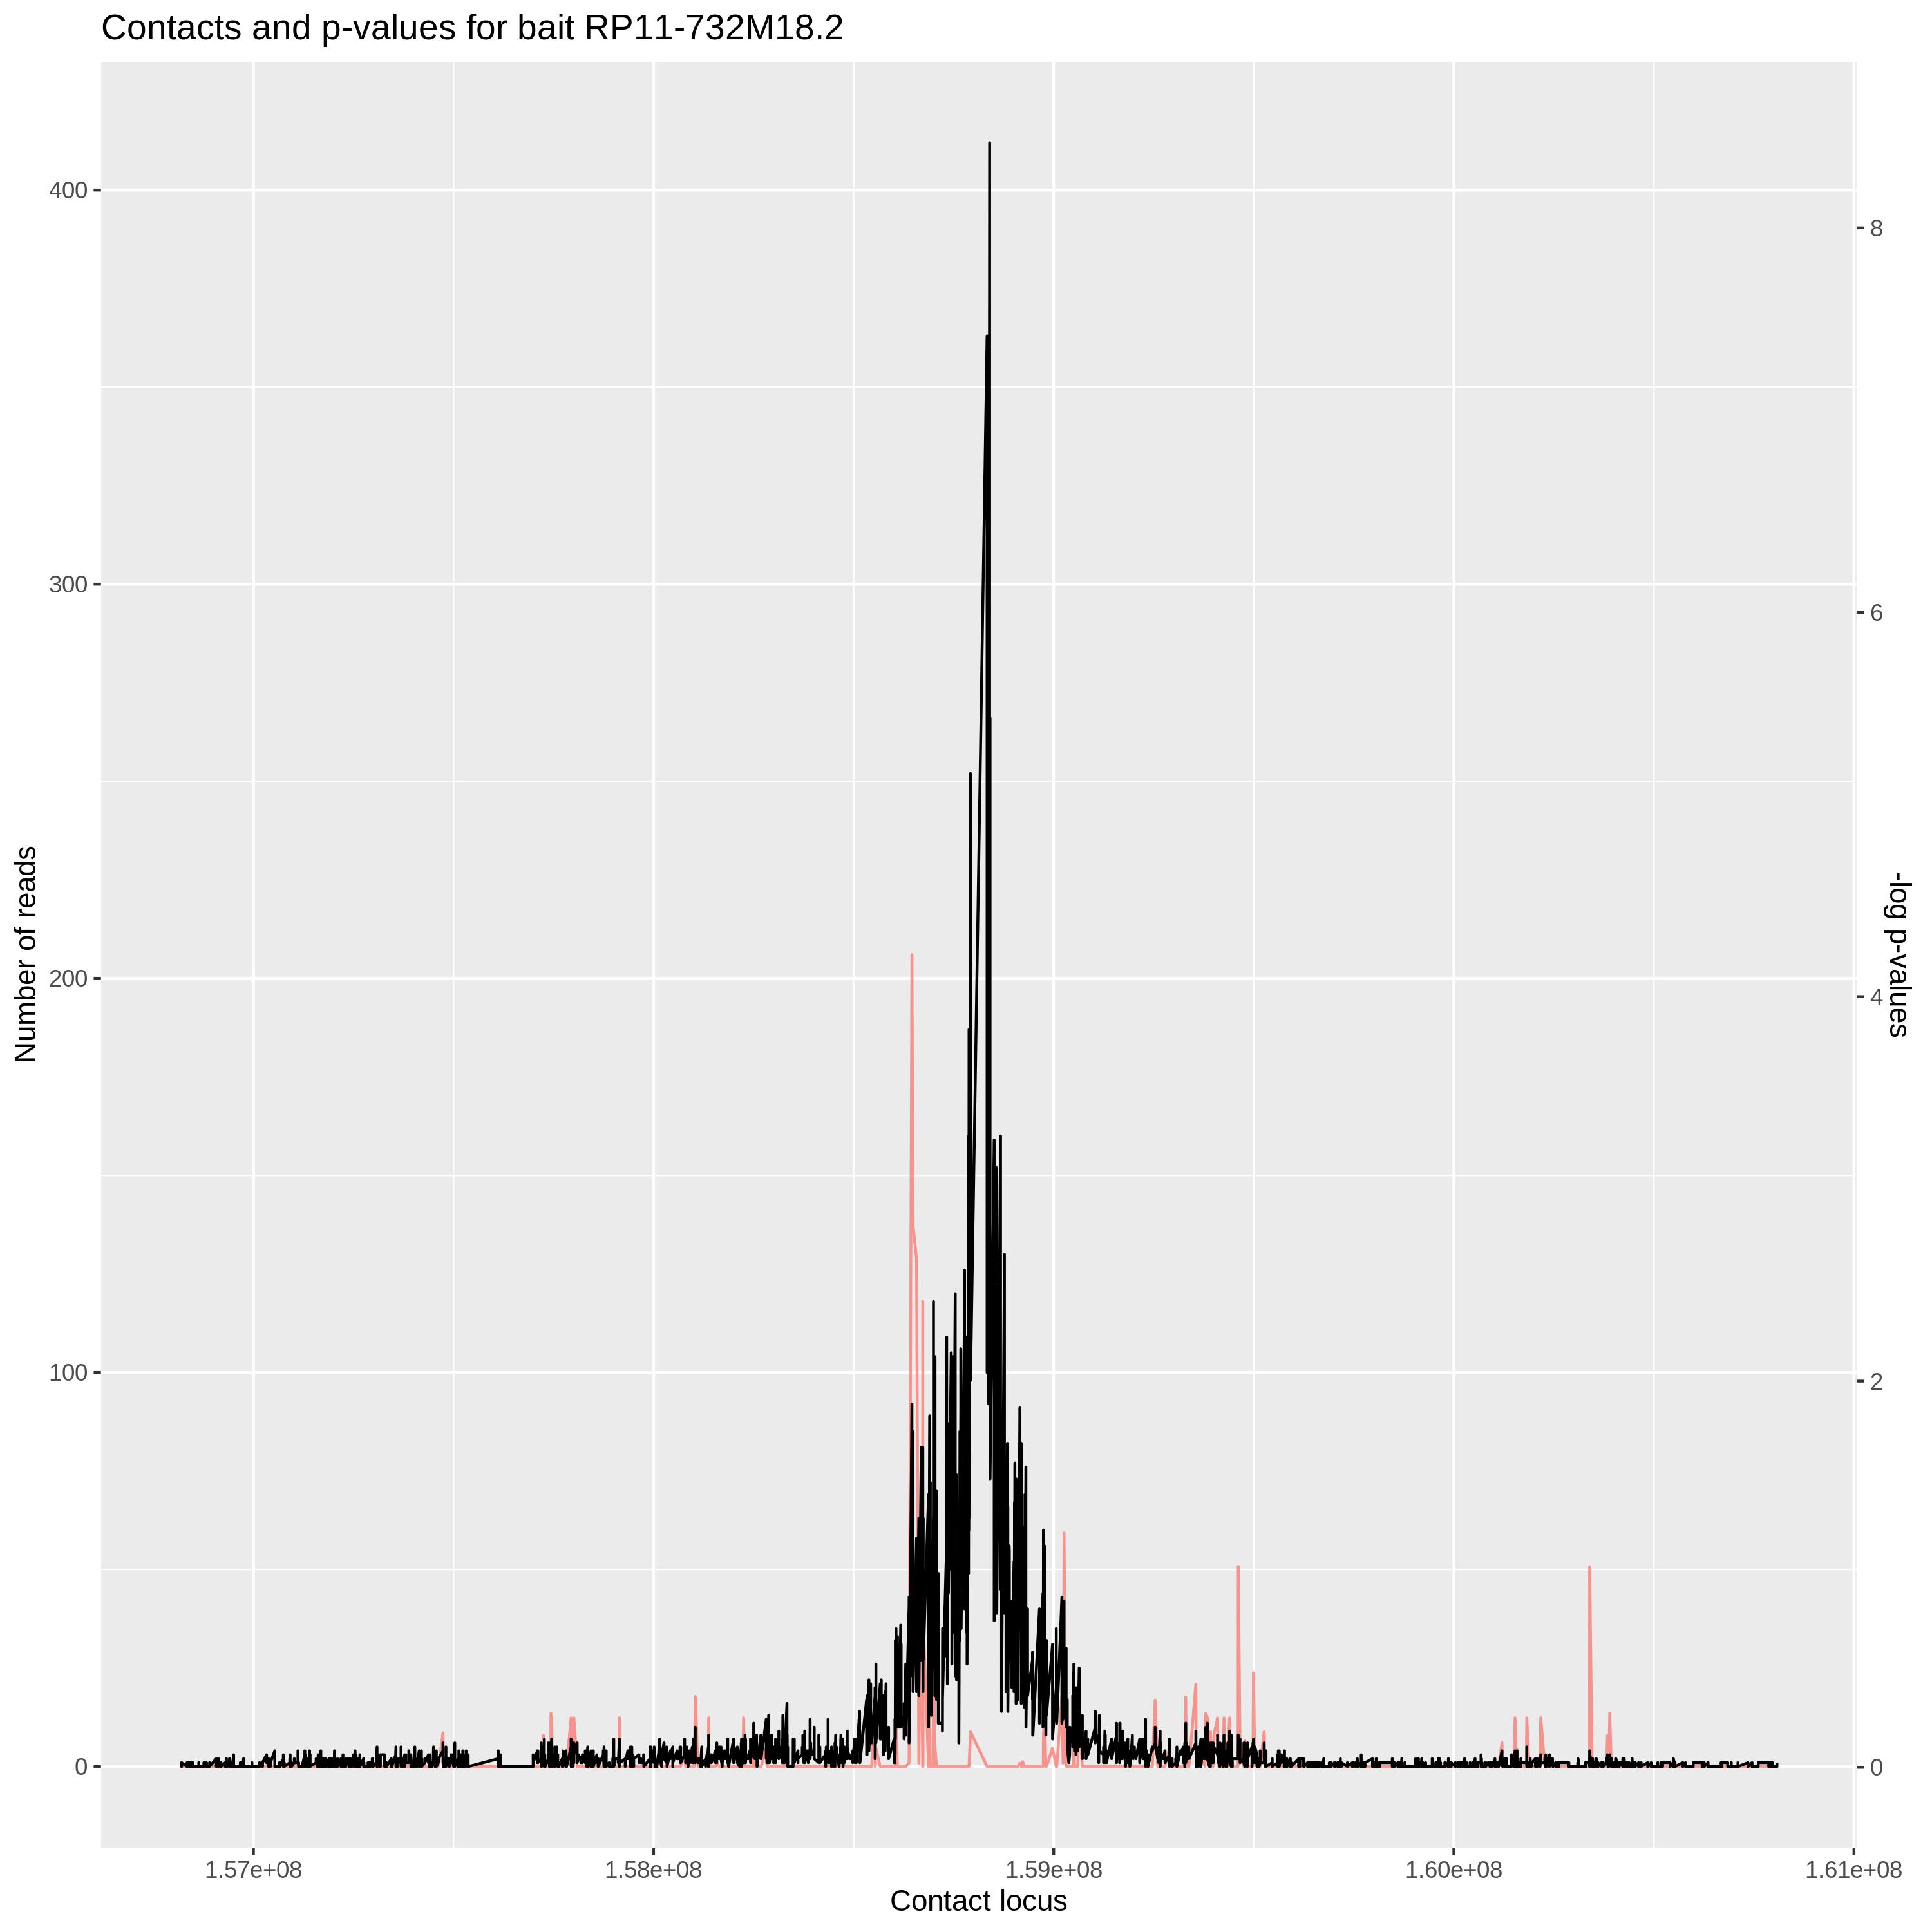 Contacts and p-values for bait RP11-732M18.2
400
300
200
100
0
Number of reads
8
6
4
2
0
-log p-values
1.57e+08 1.58e+08 1.59e+08 1.60e+08 1.61e+08
Contact locus